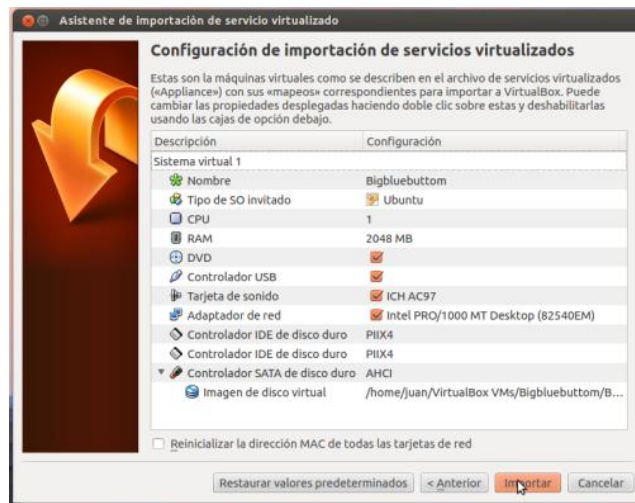 Asistente de importación de servicio virtualizado
Configuración de importación de servicios virtualizados
Estas son la máquinas virtuales como se describen en el archivo de servicios virtualizados
(«Appliance») con sus «mapeos» correspondientes para importar a VirtualBox. Puede
cambiar las propiedades desplegadas haciendo doble clic sobre estas y deshabilitarlas
usando las cajas de opción debajo.
Descripción Configuración
Sistema virtual 1
Nombre Bigbluebuttom
Tipo de SO invitado Ubuntu
CPU 1
RAM 2048 MB
DVD
Controlador USB
Tarjeta de sonido ICH AC97
Adaptador de red Intel PRO/1000 MT Desktop (82540EM)
Controlador IDE de disco duro PIIX4
Controlador IDE de disco duro PIIX4
Controlador SATA de disco duro AHCI
Imagen de disco virtual /home/juan/VirtualBox VMs/Bigbluebuttom/B...
Reinicializar la dirección MAC de todas las tarjetas de red
Restaurar valores predeterminados < Anterior Importar Cancelar